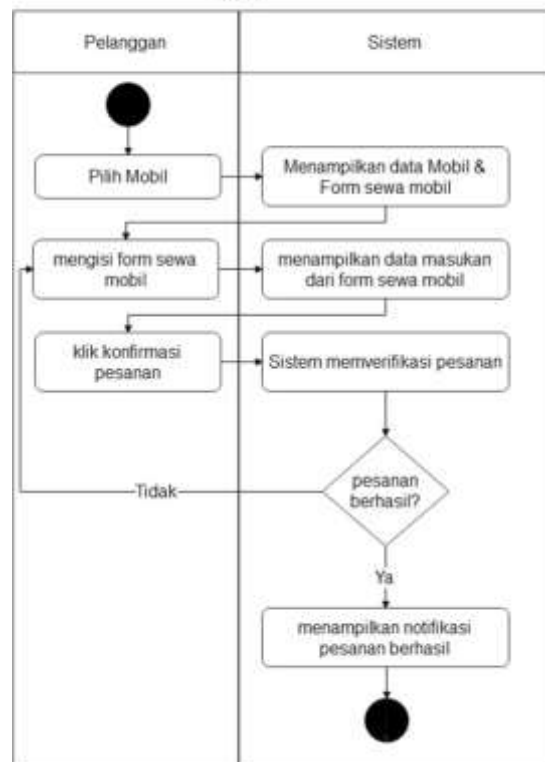 Pelanggan
Sistem
Pilih Mobil
Menampilkan data Mobil &
Form sewa mobil
mengisi form sewa
mobil
menampilkan data masukan
dari form sewa mobil
klik konfirmasi
pesanan
Sistem memverifikasi pesanan
pesanan
berhasil?
Tidak
Ya
menampilkan notifikasi
pesanan berhasil